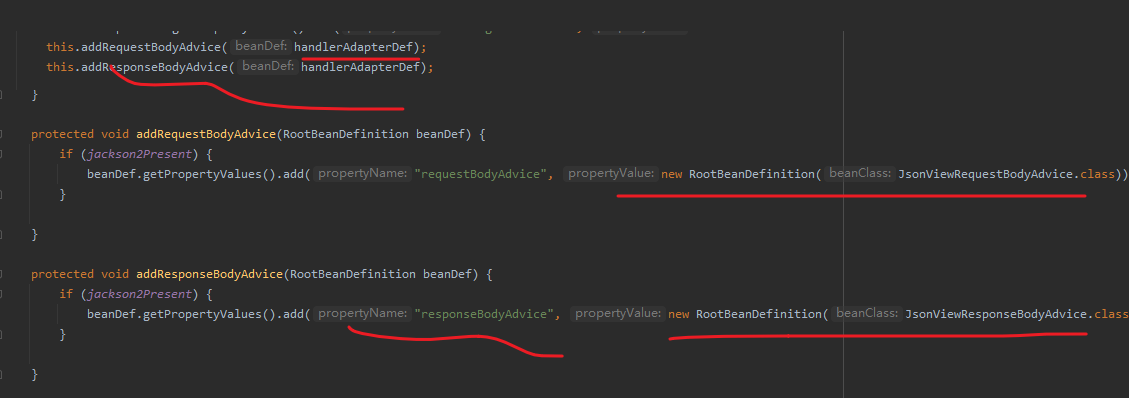 this.addRequestBodyAdvice( beanDef: handlerAdapterDef);
this.addResponseBodyAdvice( beanDef: handlerAdapterDef);
}
protected void addRequestBodyAdvice(RootBeanDefinition beanDef) {
if (jackson2Present) {
beanDef.getPropertyValues().add( propertyName: "requestBodyAdvice", propertyValue: new RootBeanDefinition( beanClass: JsonViewRequestBodyAdvice.class))
}
}
protected void addResponseBodyAdvice(RootBeanDefinition beanDef) {
if (jackson2Present) {
beanDef.getPropertyValues().add( propertyName: "responseBodyAdvice", propertyValue: new RootBeanDefinition( beanClass: JsonViewResponseBodyAdvice.class
}
}